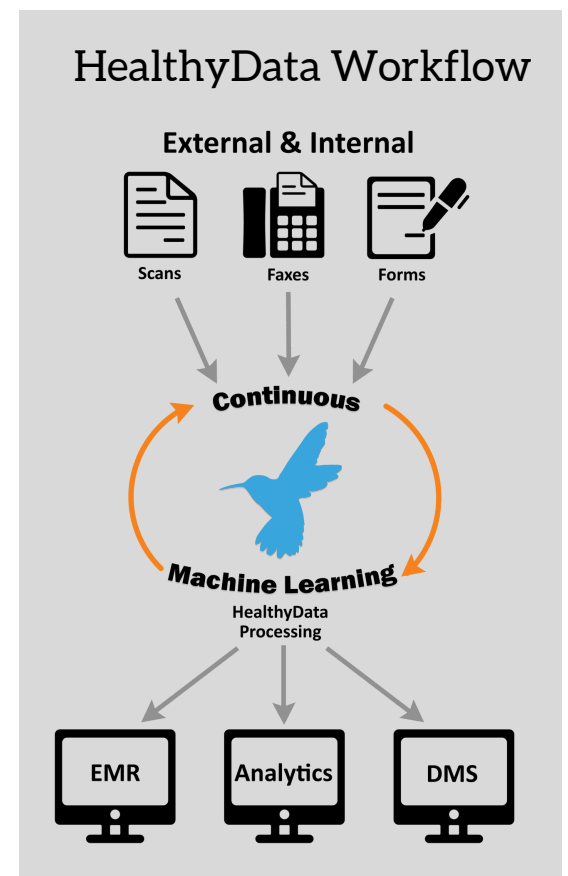 HealthyData Workflow
External & Internal
Scans
Faxes
Forms
Continuous
Machine Learning
HealthyData
Processing
EMR
Analytics
DMS